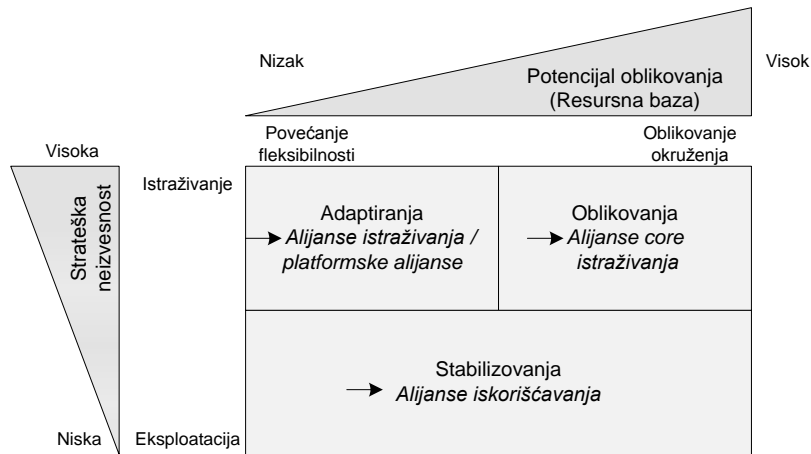 Nizak
Visok
Potencijal oblikovanja
(Resursna baza)
Povećanje
fleksibilnosti
Oblikovanje
okruženja
Visoka
Istraživanje
Strateška
neizvesnost
Adaptiranja
Alijanse istraživanja /
platformske alijanse
Oblikovanja
Alijanse core
istraživanja
Stabilizovanja
Alijanse iskorišćavanja
Niska
Eksploatacija